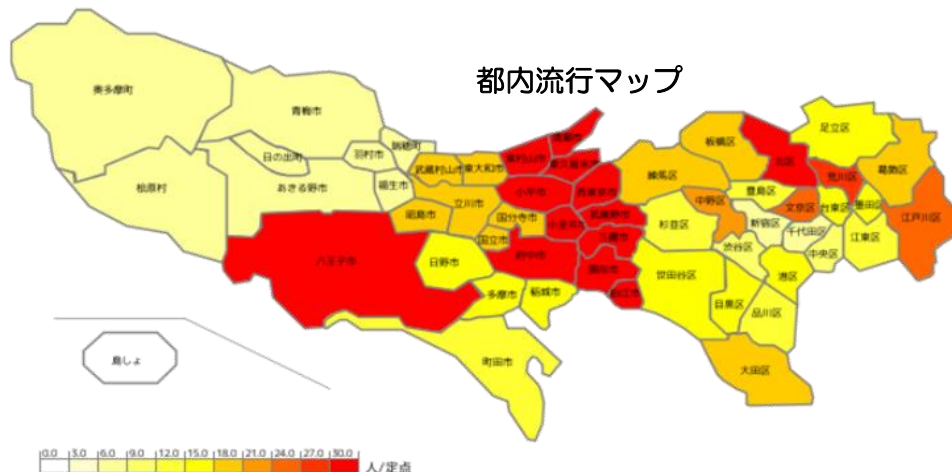 都内流行マップ
奥多摩町
青梅市
瑞穂町
日の出町
羽村市
檜原村
あきる野市
福生市
武蔵村山市
東大和市
東村山市
清瀬市
東久留米市
昭島市
立川市
小平市
西東京市
国分寺市
小金井市
武蔵野市
国立市
三鷹市
八王子市
日野市
府中市
調布市
狛江市
多摩市
稲城市
町田市
練馬区
板橋区
北区
足立区
葛飾区
荒川区
豊島区
中野区
文京区
台東区
墨田区
江戸川区
杉並区
新宿区
千代田区
江東区
渋谷区
中央区
世田谷区
港区
目黒区
品川区
大田区
島しょ
0.0 3.0 6.0 9.0 12.0 15.0 18.0 21.0 24.0 27.0 30.0
人/定点